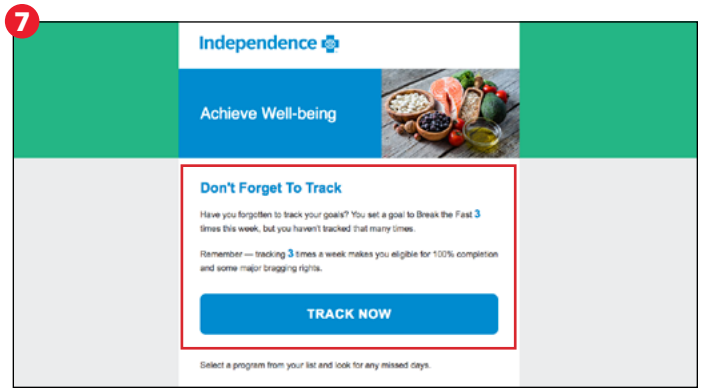 7
Independence
Achieve Well-being
Don't Forget To Track
Have you forgotten to track your goals? You set a goal to Break the Fast 3
times this week, but you haven't tracked that many times.
Remember — tracking 3 times a week makes you eligible for 100% completion
and some major bragging rights.
TRACK NOW
Select a program from your list and look for any missed days.